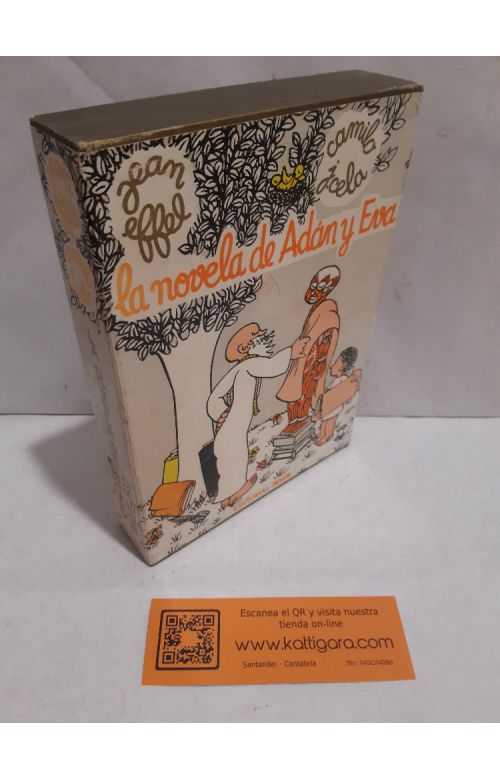 jean
effel
camilo
j. cela
la novela de Adán y Eva
Escanea el QR y visita nuestra
tienda on-line
www.kattigara.com
Santander - Cantabria